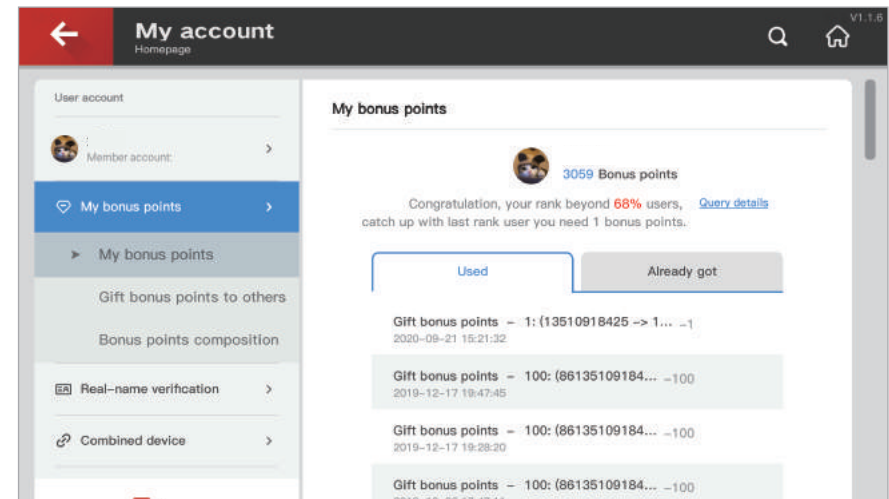 My account
Homepage
V1.1.6
User account
Member account:
My bonus points
My bonus points
Gift bonus points to others
Bonus points composition
Real-name verification
Combined device
My bonus points
3059 Bonus points
Congratulation, your rank beyond 68% users, Query details
catch up with last rank user you need 1 bonus points.
Used Already got
Gift bonus points - 1: (13510918425 -> 1... -1
2020-09-21 15:21:32
Gift bonus points - 100: (86135109184... -100
2019-12-17 19:47:45
Gift bonus points - 100: (86135109184... -100
2019-12-17 19:28:20
Gift bonus points - 100: (86135109184... -100